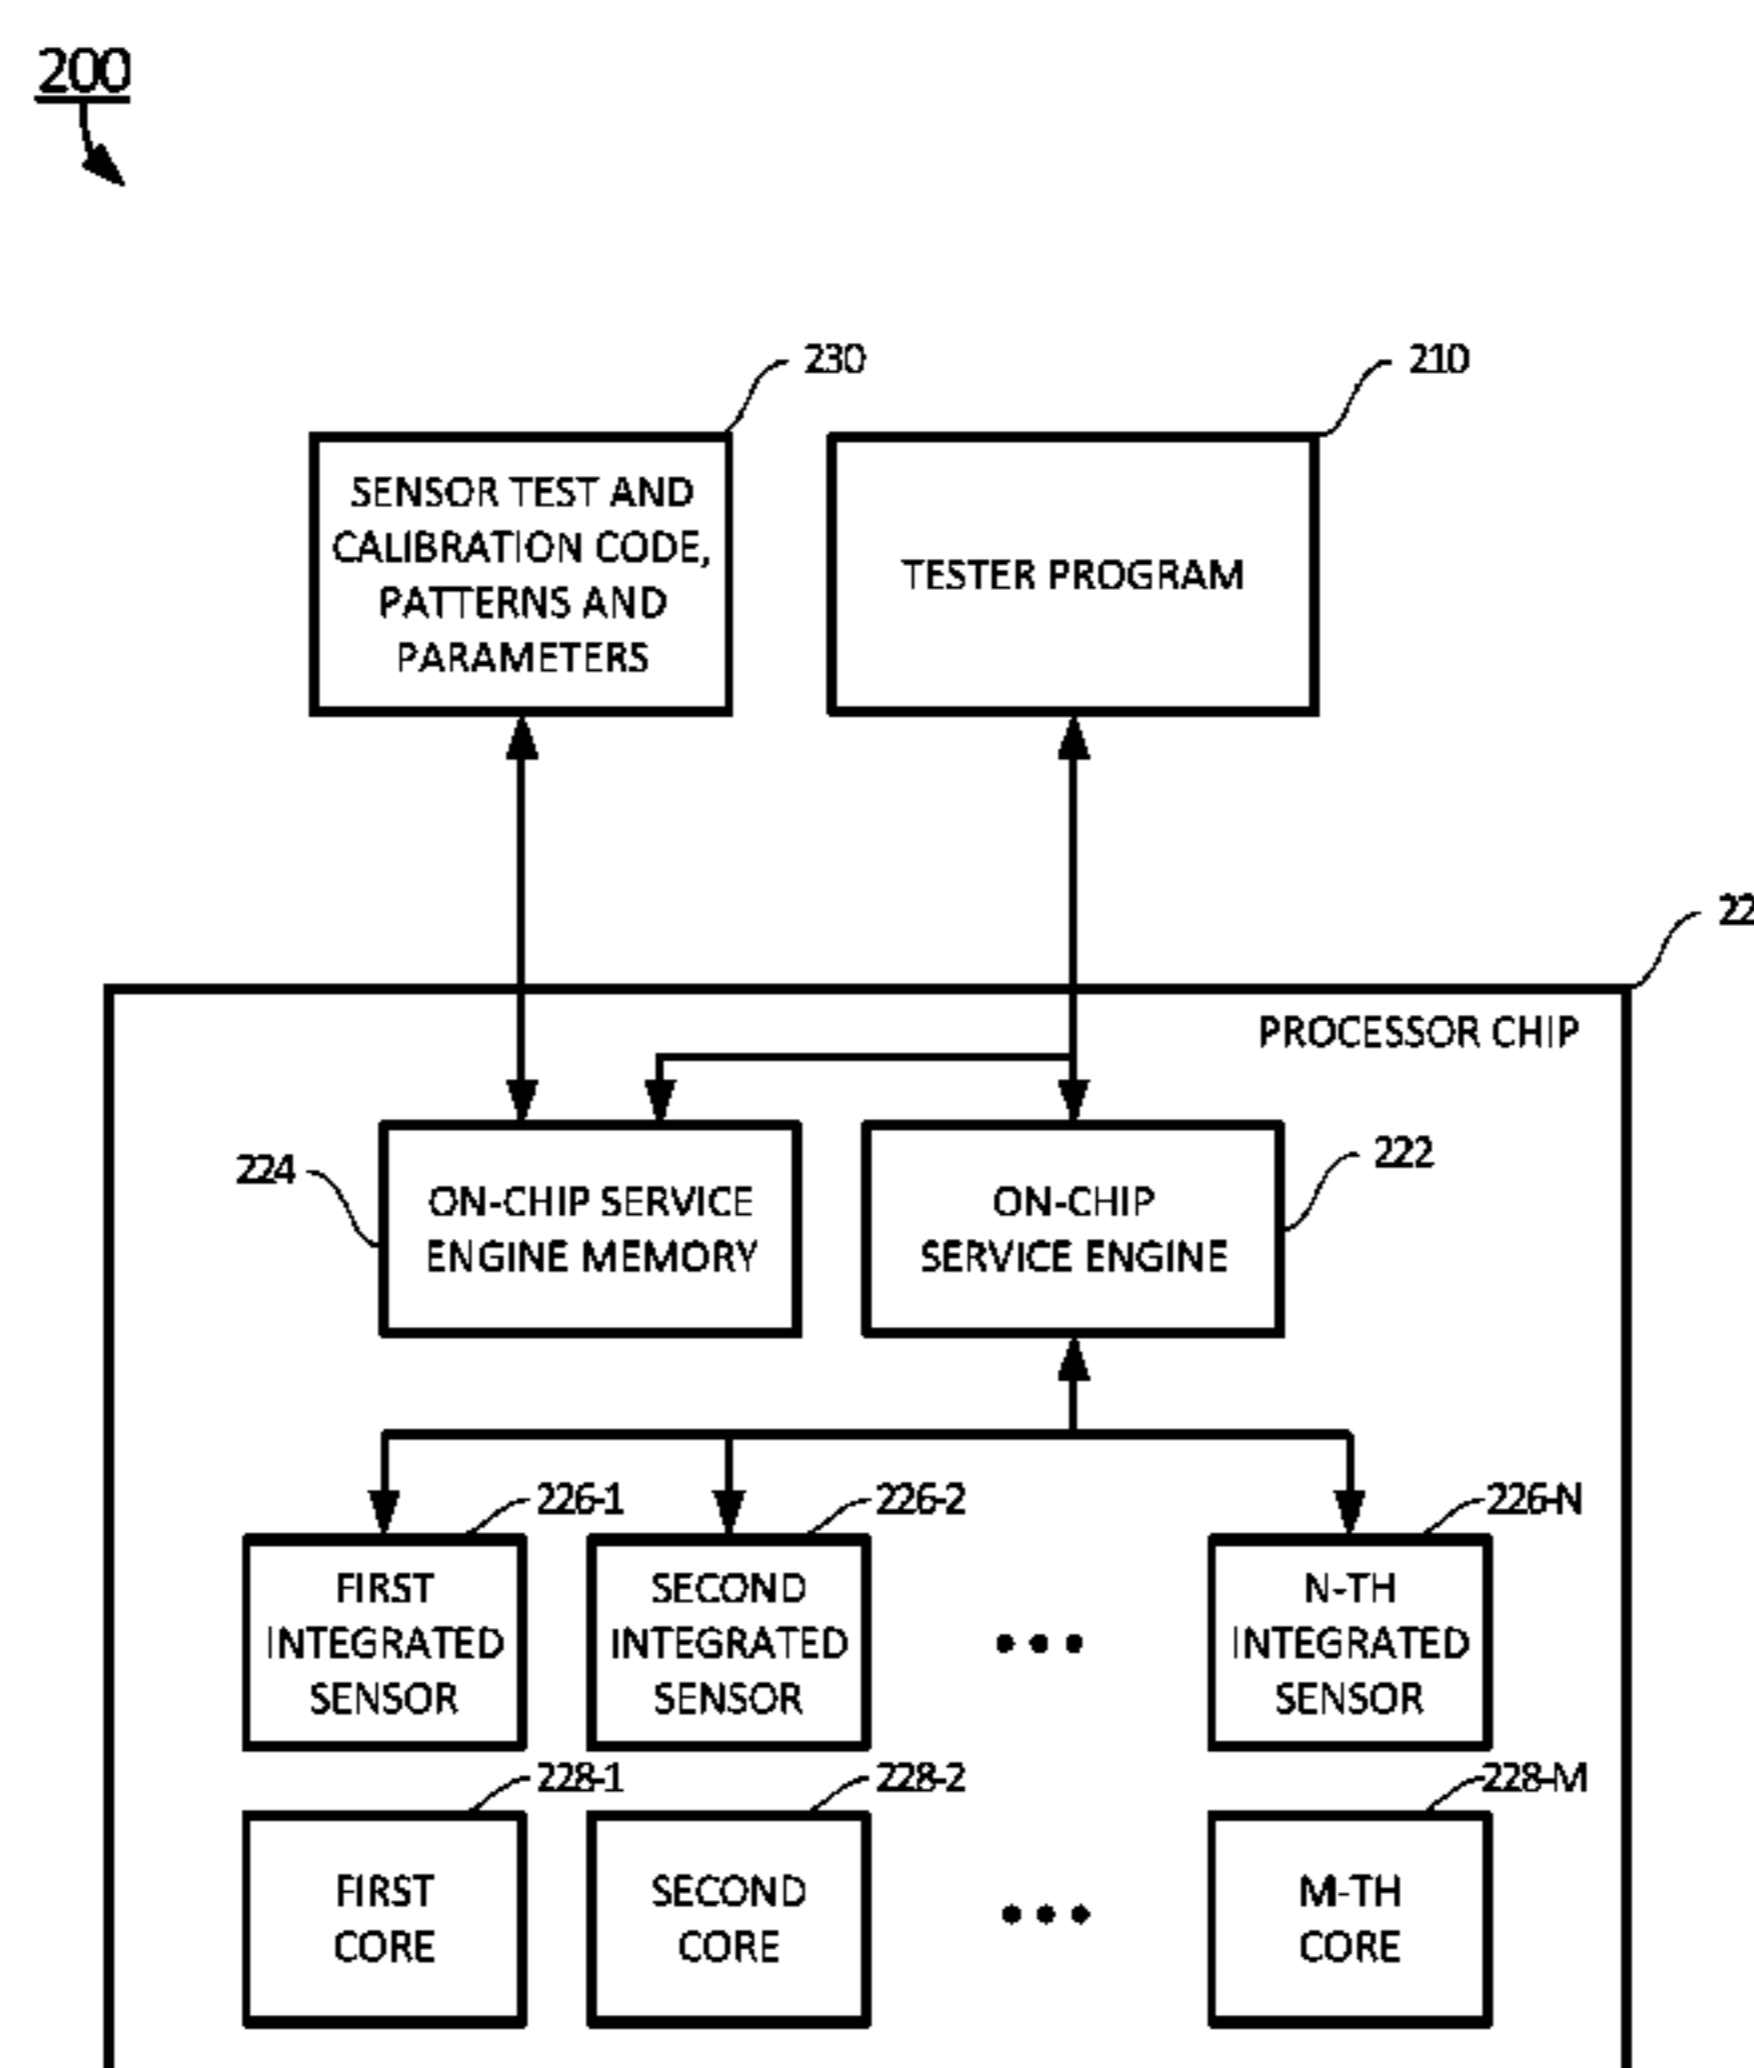 200
230
210
SENSOR TEST AND
CALIBRATION CODE,
PATTERNS AND
PARAMETERS
TESTER PROGRAM
22
PROCESSOR CHIP
224
ON-CHIP SERVICE
ENGINE MEMORY
ON-CHIP
SERVICE ENGINE
222
226-1
226-2
226-N
FIRST
INTEGRATED
SENSOR
SECOND
INTEGRATED
SENSOR
N-TH
INTEGRATED
SENSOR
228-1
228-2
228-M
FIRST
CORE
SECOND
CORE
M-TH
CORE